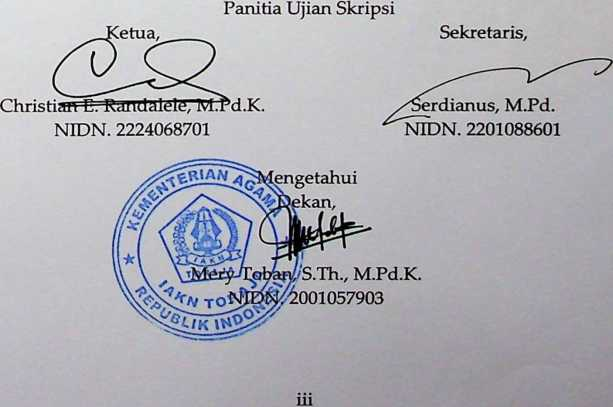 Panitia Ujian Skripsi
Ketua,
Sekretaris,
Christian E. Randalele, M.Pd.K.
NIDN. 2224068701
Serdianus, M.Pd.
NIDN. 2201088601
Mengetahui
Dekan,
KEMENTERIAN AGAMA
IAKN
IAKN TORAJA
REPUBLIK INDONESIA
Mery Toban, S.Th., M.Pd.K.
NIDN. 2001057903
iii